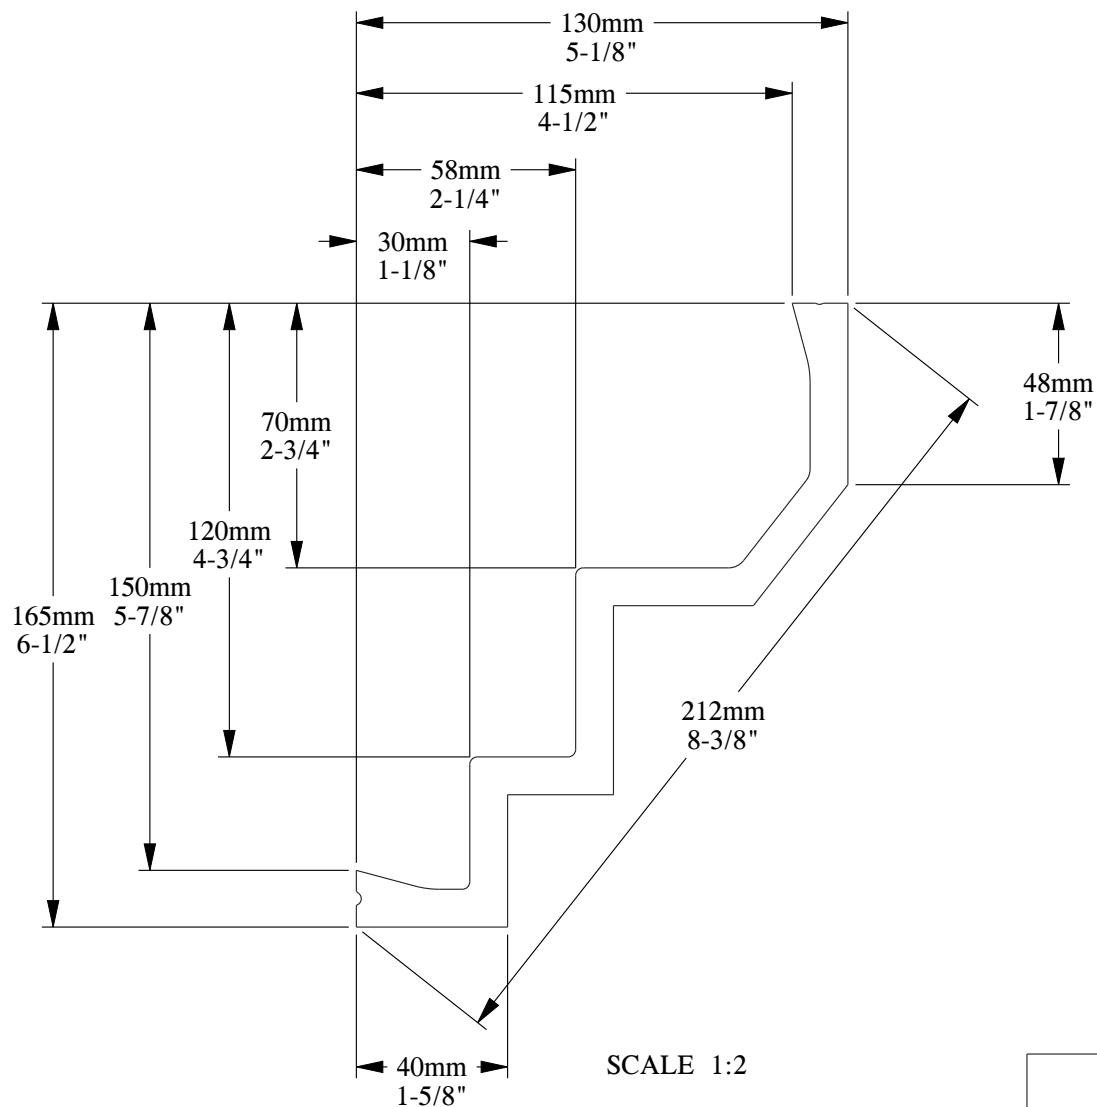 130mm
5-1/8"
115mm
4-1/2"
58mm
2-1/4"
30mm
1-1/8"
48mm
1-7/8"
70mm
2-3/4"
120mm
4-3/4"
150mm
5-7/8"
165mm
6-1/2"
212mm
8-3/8"
40mm
1-5/8"
SCALE 1:2